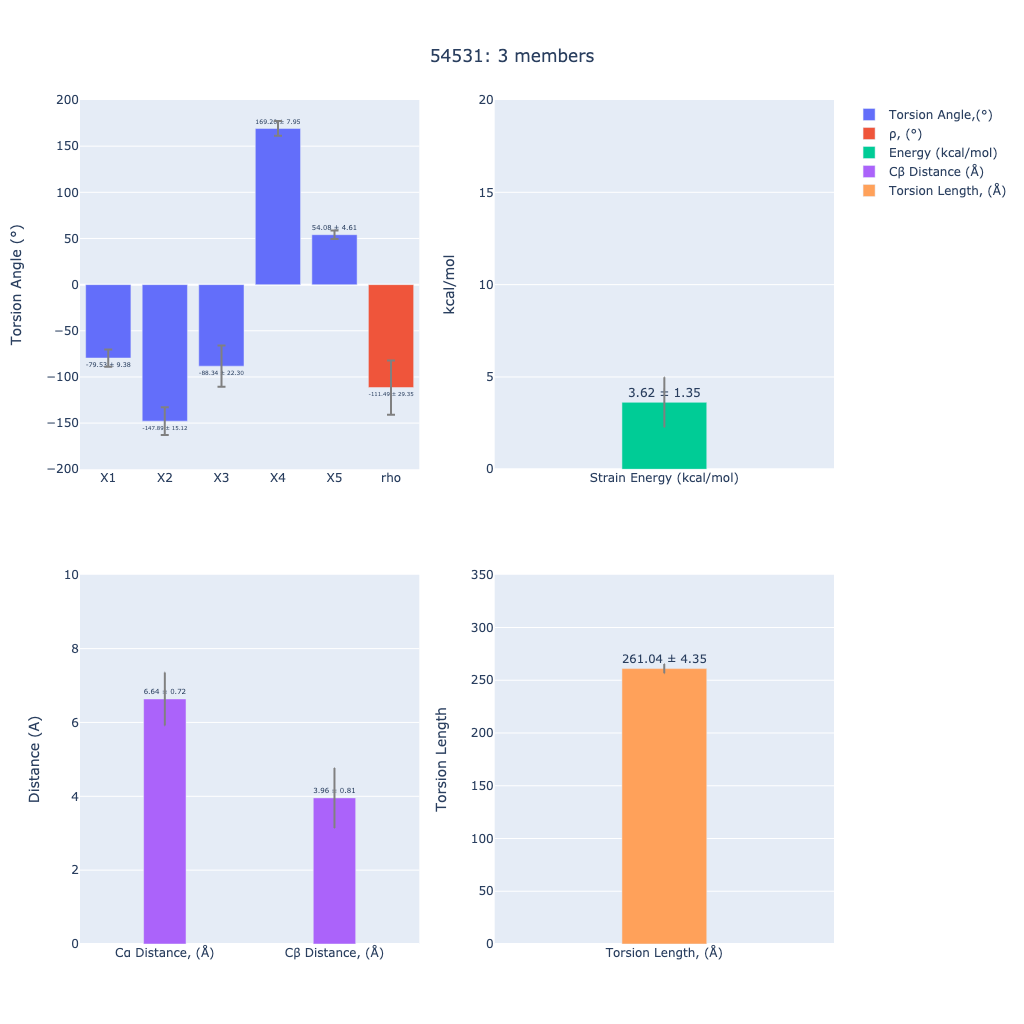 54531: 3 members
Torsion Angle (°)
200
150
100
50
0
−50
−100
−150
−200
-79.53 ± 9.38
-147.89 ± 15.12
-88.34 ± 22.30
169.26 ± 7.95
54.08 ± 4.61
-111.49 ± 29.35
X1 X2 X3 X4 X5 rho
kcal/mol
20
15
10
5
0
3.62 ± 1.35
Strain Energy (kcal/mol)
Torsion Angle,(°)
ρ, (°)
Energy (kcal/mol)
Cβ Distance (Å)
Torsion Length, (Å)
Distance (A)
10
8
6
4
2
0
6.64 ± 0.72
3.96 ± 0.81
Cα Distance, (Å) Cβ Distance, (Å)
Torsion Length
350
300
250
200
150
100
50
0
261.04 ± 4.35
Torsion Length, (Å)